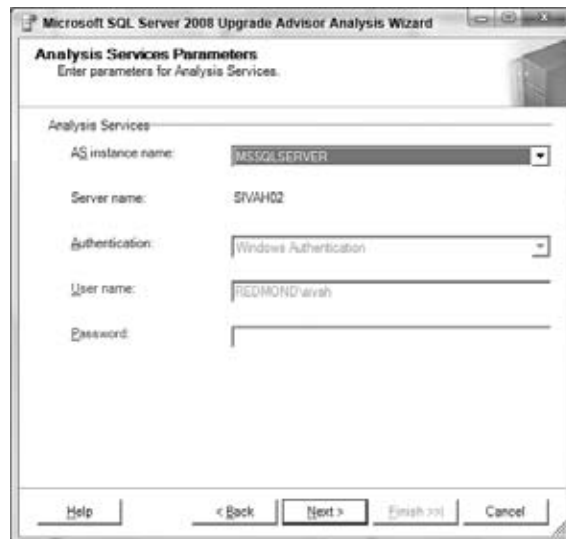 Microsoft SQL Server 2008 Upgrade Advisor Analysis Wizard
Analysis Services Parameters
Enter parameters for Analysis Services.
Analysis Services
AS instance name: MSSQLSERVER
Server name: SIVAH02
Authentication: Windows Authentication
User name: REDMOND\sivah
Password:
Help < Back Next > Finish >>| Cancel